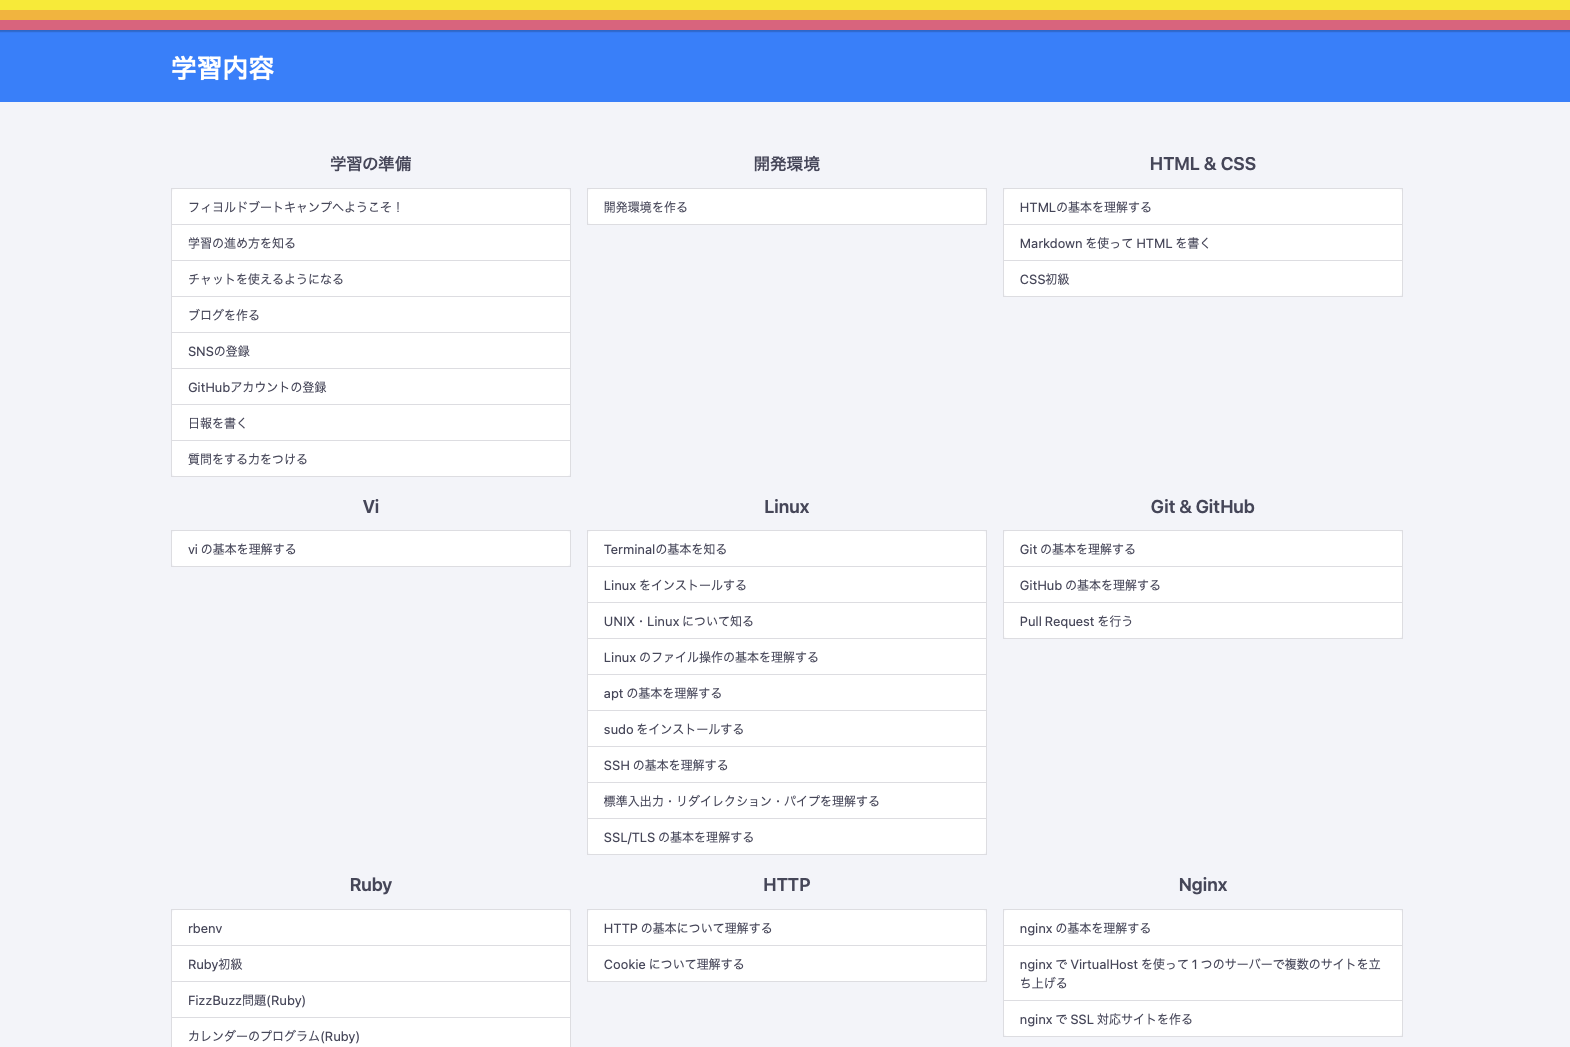 学習内容
学習の準備
フィヨルドブートキャンプへようこそ！
学習の進め方を知る
チャットを使えるようになる
ブログを作る
SNSの登録
GitHubアカウントの登録
日報を書く
質問をする力をつける
開発環境
開発環境を作る
HTML & CSS
HTMLの基本を理解する
Markdown を使って HTML を書く
CSS初級
Vi
vi の基本を理解する
Linux
Terminalの基本を知る
Linux をインストールする
UNIX・Linux について知る
Linux のファイル操作の基本を理解する
apt の基本を理解する
sudo をインストールする
SSH の基本を理解する
標準入出力・リダイレクション・パイプを理解する
SSL/TLS の基本を理解する
Git & GitHub
Git の基本を理解する
GitHub の基本を理解する
Pull Request を行う
Ruby
rbenv
Ruby初級
FizzBuzz問題(Ruby)
カレンダーのプログラム(Ruby)
HTTP
HTTP の基本について理解する
Cookie について理解する
Nginx
nginx の基本を理解する
nginx で VirtualHost を使って 1 つのサーバーで複数のサイトを立
ち上げる
nginx で SSL 対応サイトを作る